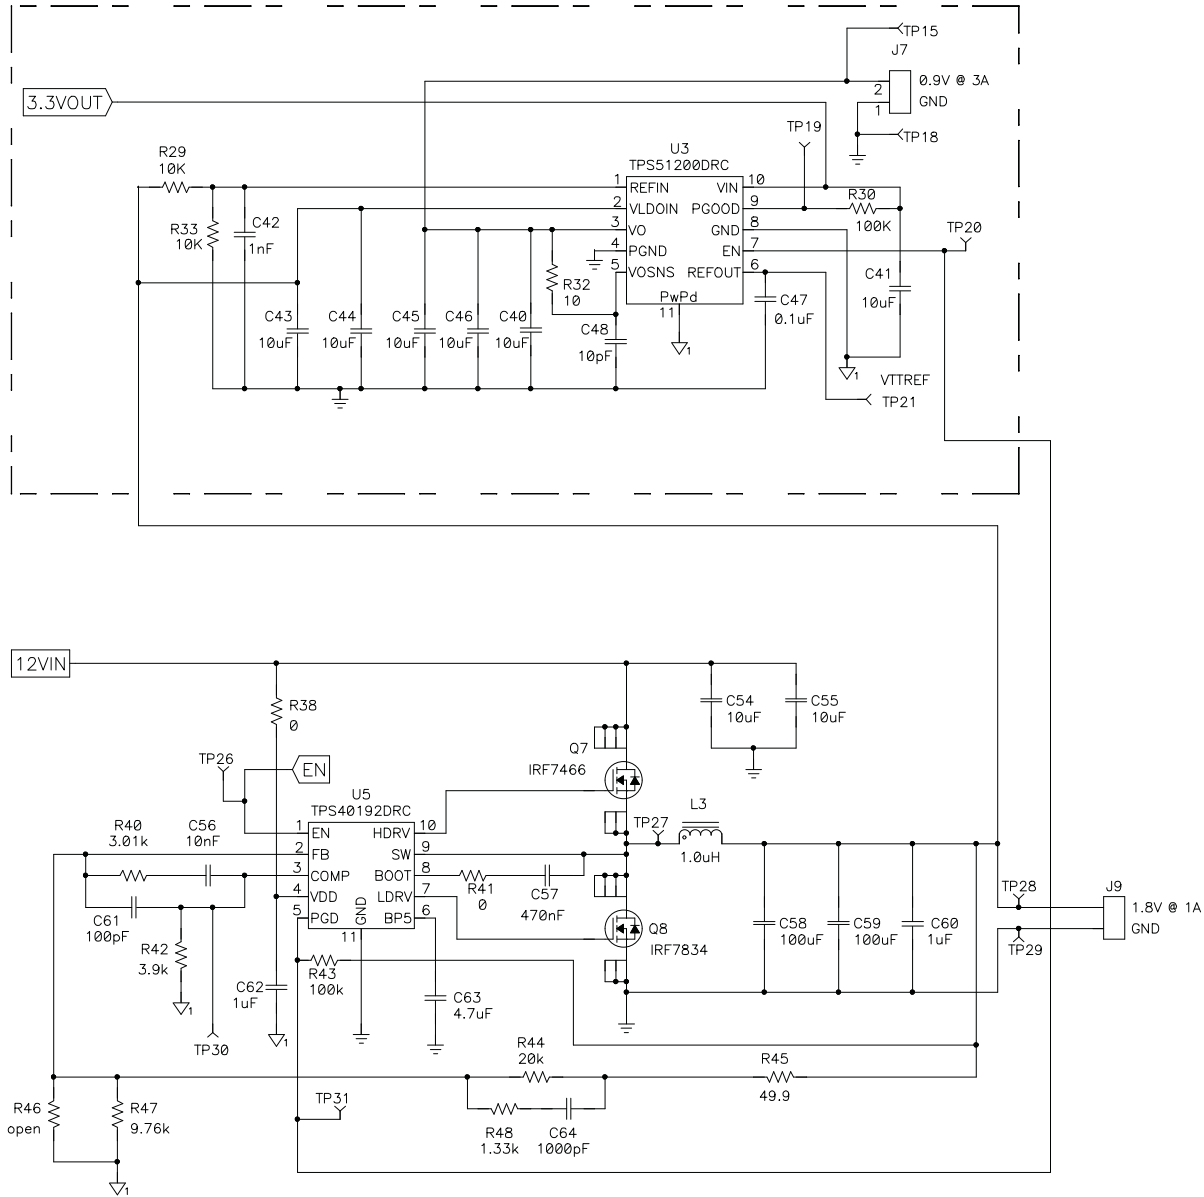 TP15
J7
3.3VOUT
2
0.9V @ 3A
1
GND
TP18
TP19
U3
TPS51200DRC
R29
10K
1 REFIN VIN 10
2 VLDOIN PGOOD 9
3 VO GND 8
4 PGND EN 7
5 VOSNS REFOUT 6
PwPd
11
1
R30
100K
TP20
R33
10K
C42
1nF
R32
10
C41
10uF
C47
0.1uF
C43
10uF
C44
10uF
C45
10uF
C46
10uF
C40
10uF
C48
10pF
1
VTTREF
TP21
12VIN
R38
0
C54
10uF
C55
10uF
TP26
EN
Q7
IRF7466
U5
TPS40192DRC
L3
1.0uH
TP27
R40
3.01k
C56
10nF
1 EN HDRV 10
2 FB SW 9
3 COMP BOOT 8
4 VDD LDRV 7
5 PGD BP5 6
GND
11
R41
0
C57
470nF
C61
100pF
R42
3.9k
1
TP30
C62
1uF
1
R43
100k
C63
4.7uF
Q8
IRF7834
C58
100uF
C59
100uF
C60
1uF
TP28
J9
1.8V @ 1A
GND
TP29
R44
20k
R45
49.9
R46
open
R47
9.76k
1
TP31
R48
1.33k
C64
1000pF